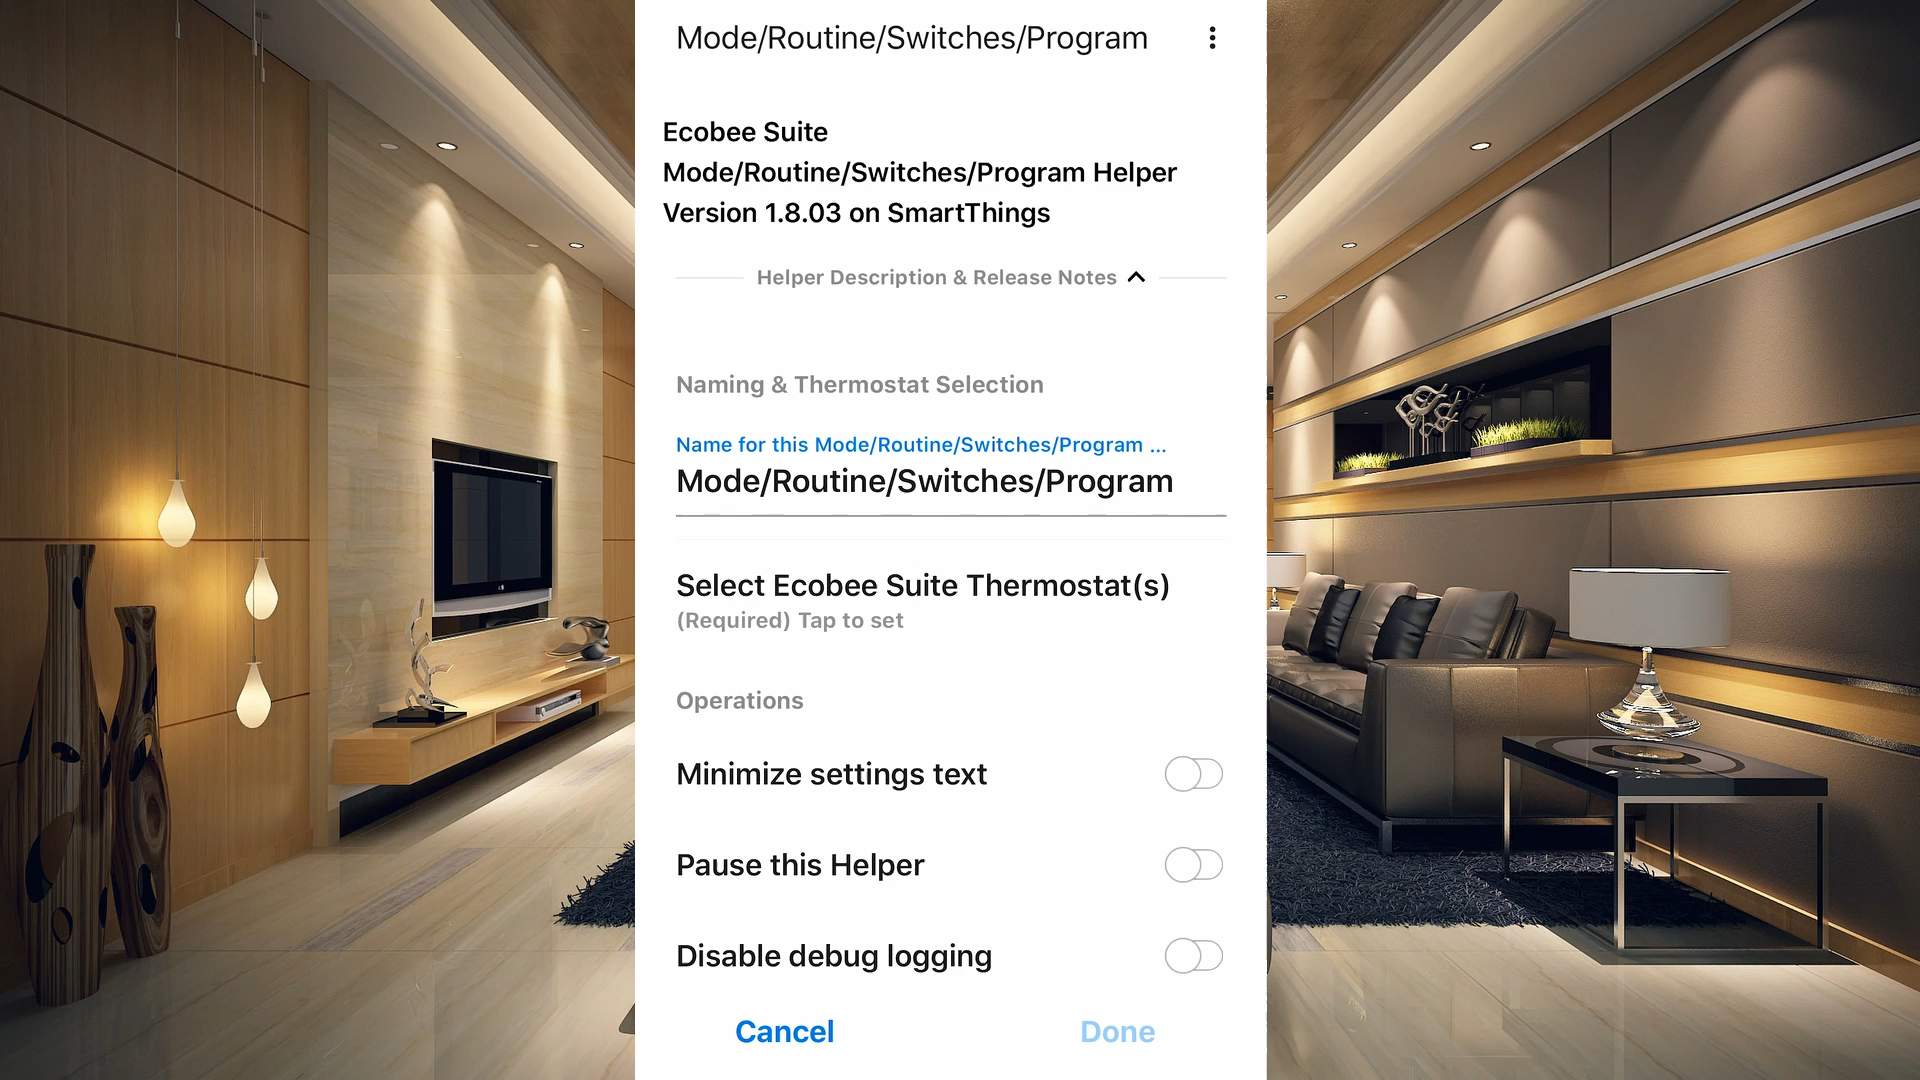 Mode/Routine/Switches/Program
Ecobee Suite
Mode/Routine/Switches/Program Helper
Version 1.8.03 on SmartThings
Helper Description & Release Notes
Naming & Thermostat Selection
Name for this Mode/Routine/Switches/Program ...
Mode/Routine/Switches/Program
Select Ecobee Suite Thermostat(s)
(Required) Tap to set
Operations
Minimize settings text
Pause this Helper
Disable debug logging
Cancel
Done